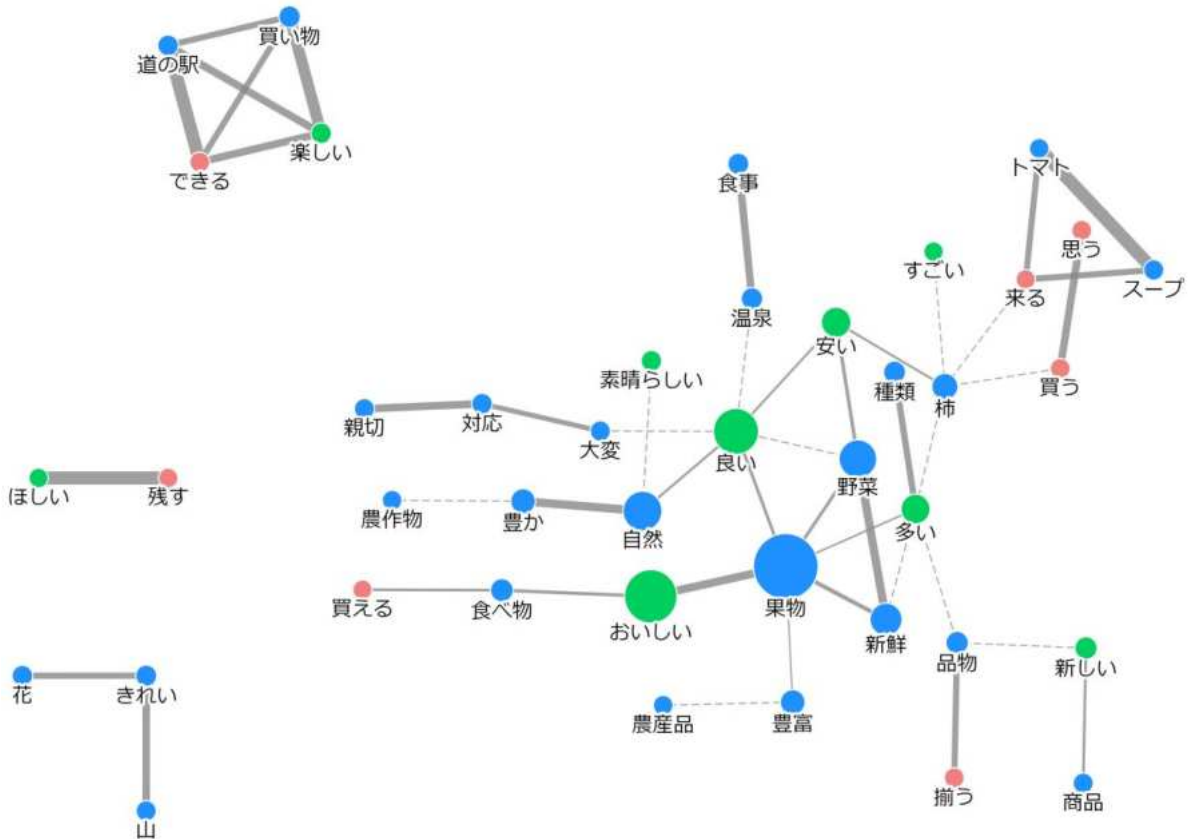 買い物
道の駅
楽しい
できる
トマト
食事
思う
すごい
来る
スープ
温泉
安い
素晴らしい
種類
柿
買う
親切
対応
大変
良い
野菜
ほしい
残す
農作物
豊か
自然
多い
買える
食べ物
おいしい
果物
新鮮
品物
新しい
花
きれい
農産品
豊富
揃う
商品
山